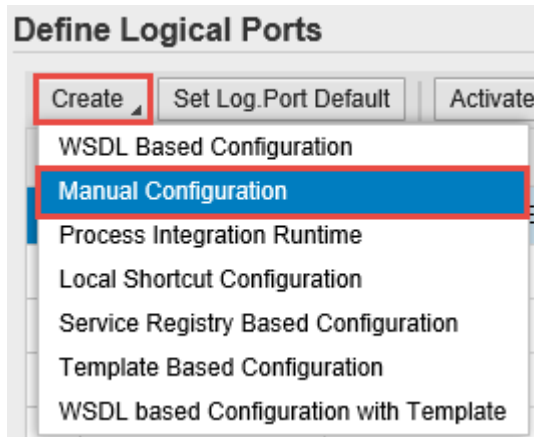 Define Logical Ports
Create Set Log.Port Default Activate
WSDL Based Configuration
Manual Configuration
Process Integration Runtime
Local Shortcut Configuration
Service Registry Based Configuration
Template Based Configuration
WSDL based Configuration with Template